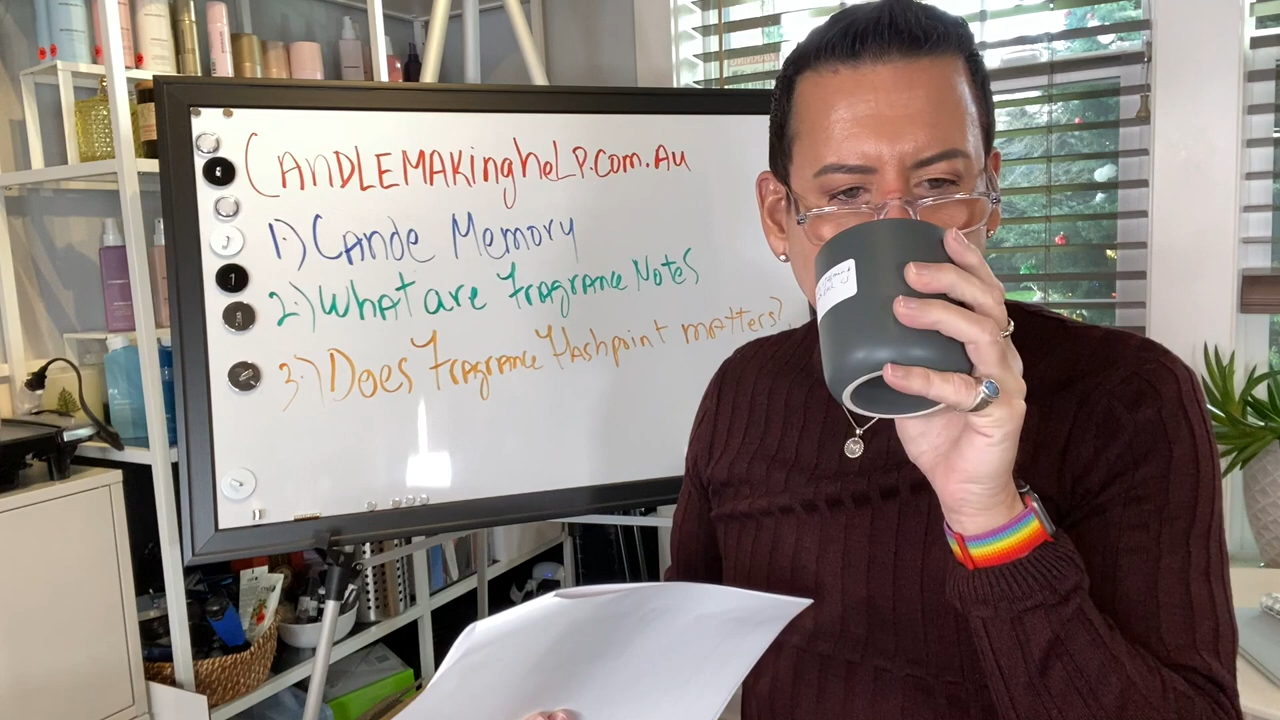 CANDLEMAKingheLP.Com.Au
1.) Cande Memory
2.) What are Fragrance Notes
3.) Does Fragrance Flashpoint matters?